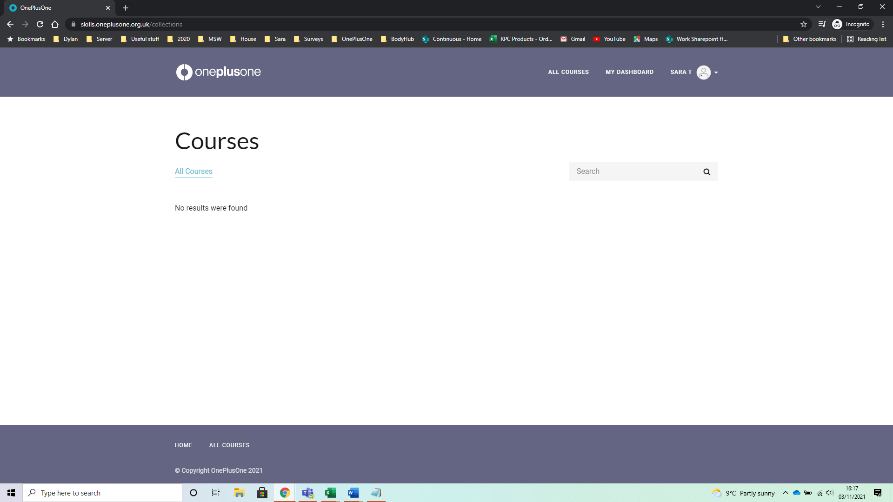 OnePlusOne
skills.oneplusone.org.uk/collections
Incognito
Bookmarks Dylan Server Useful stuff 2020 MSW House Sara Surveys OnePlusOne BodyHub Continuous - Home KPC Products - Ord... Gmail YouTube Maps Work Sharepoint H... Other bookmarks Reading list
oneplusone
ALL COURSES MY DASHBOARD SARA T
Courses
All Courses
Search
No results were found
HOME ALL COURSES
© Copyright OnePlusOne 2021
Type here to search
9°C Partly sunny
16:17
03/11/2021